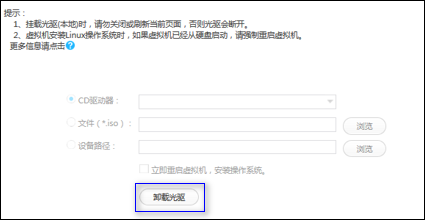 提示：
1、挂载光驱(本地)时，请勿关闭或刷新当前页面，否则光驱会断开。
2、虚拟机安装Linux操作系统时，如果虚拟机已经从硬盘启动，请强制重启虚拟机。
更多信息请点击?
CD驱动器：
文件（*.iso）：
浏览
设备路径：
浏览
立即重启虚拟机，安装操作系统。
卸载光驱